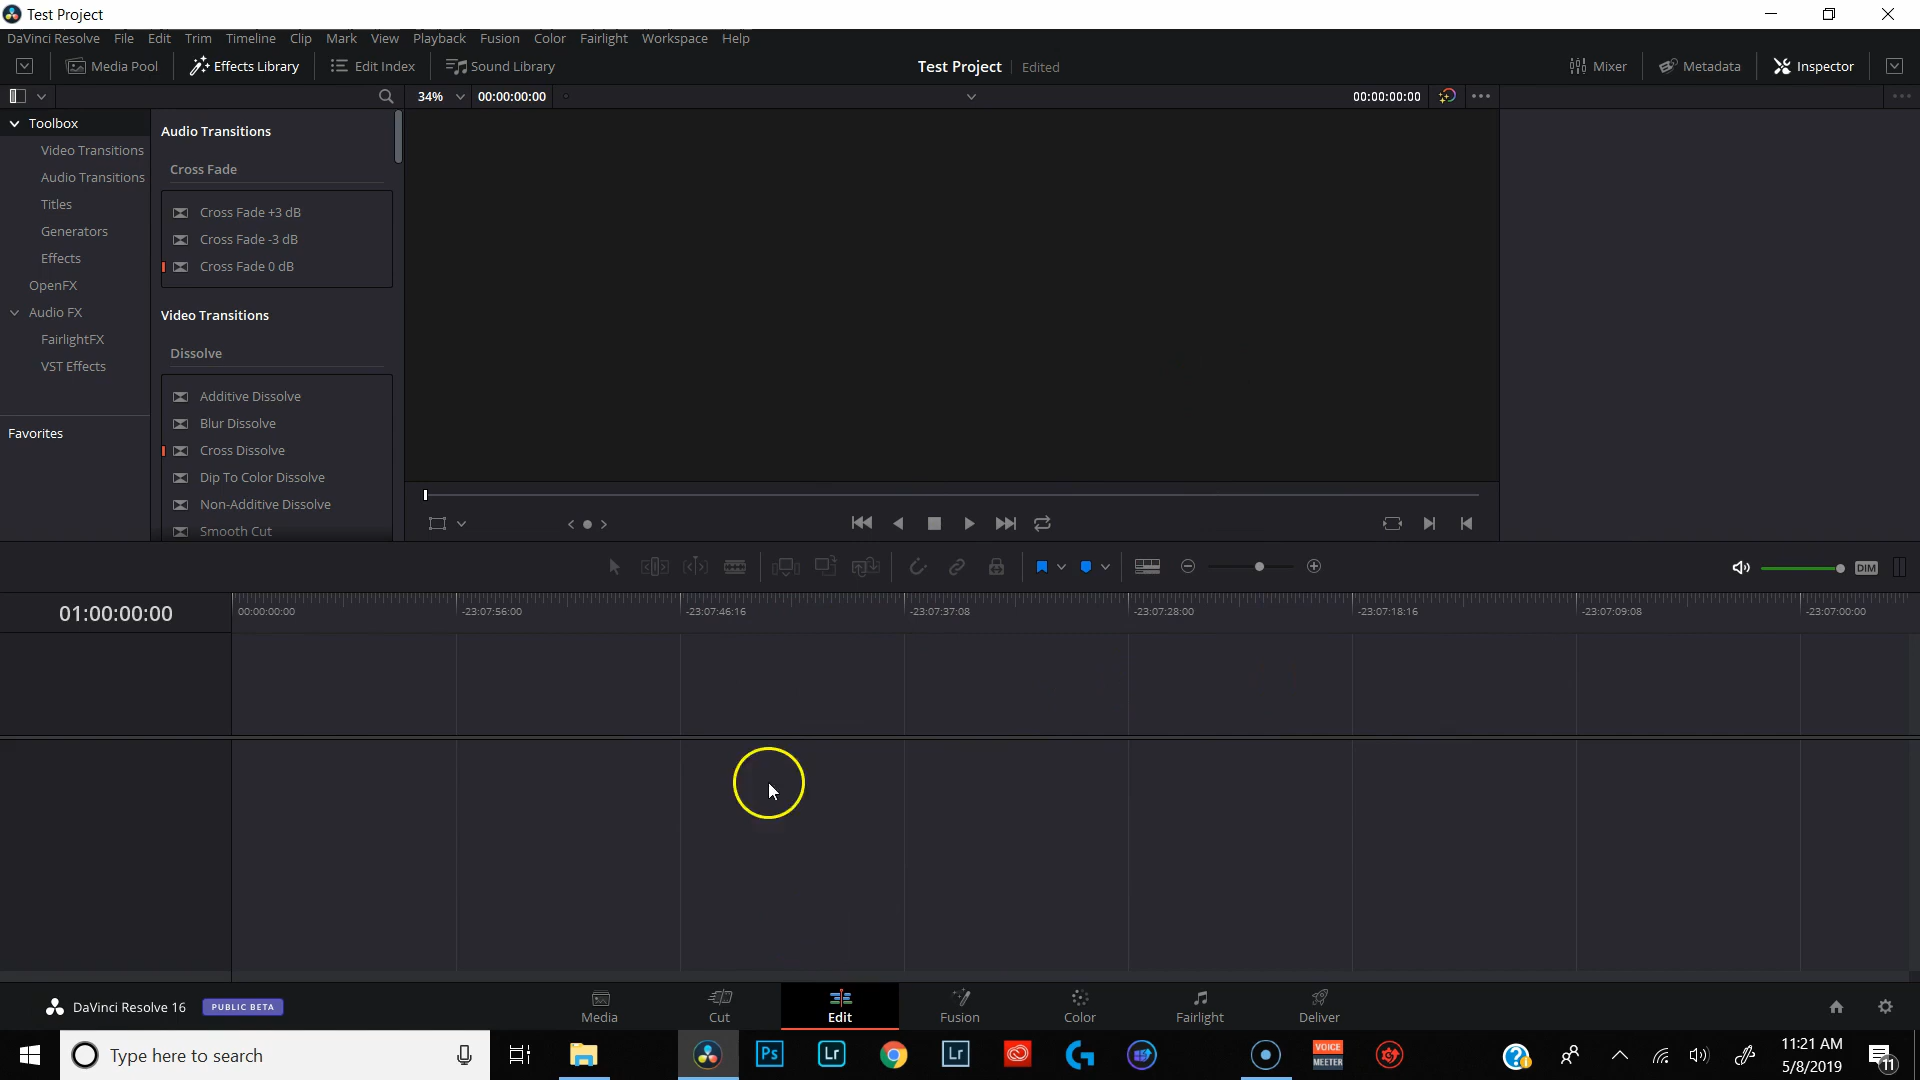 Test Project
DaVinci Resolve File Edit Trim Timeline Clip Mark View Playback Fusion Color Fairlight Workspace Help
Media Pool Effects Library Edit Index Sound Library Test Project Edited Mixer Metadata Inspector
34% 00:00:00:00 00:00:00:00
Toolbox
Video Transitions
Audio Transitions
Titles
Generators
Effects
OpenFX
Audio FX
FairlightFX
VST Effects
Favorites
Audio Transitions
Cross Fade
Cross Fade +3 dB
Cross Fade -3 dB
Cross Fade 0 dB
Video Transitions
Dissolve
Additive Dissolve
Blur Dissolve
Cross Dissolve
Dip To Color Dissolve
Non-Additive Dissolve
Smooth Cut
DIM
01:00:00:00 00:00:00:00 -23:07:56:00 -23:07:46:16 -23:07:37:08 -23:07:28:00 -23:07:18:16 -23:07:09:08 -23:07:00:00
DaVinci Resolve 16 PUBLIC BETA
Media Cut Edit Fusion Color Fairlight Deliver
Type here to search
Ps Lr Lr
VOICE
MEETER
11:21 AM
5/8/2019
11